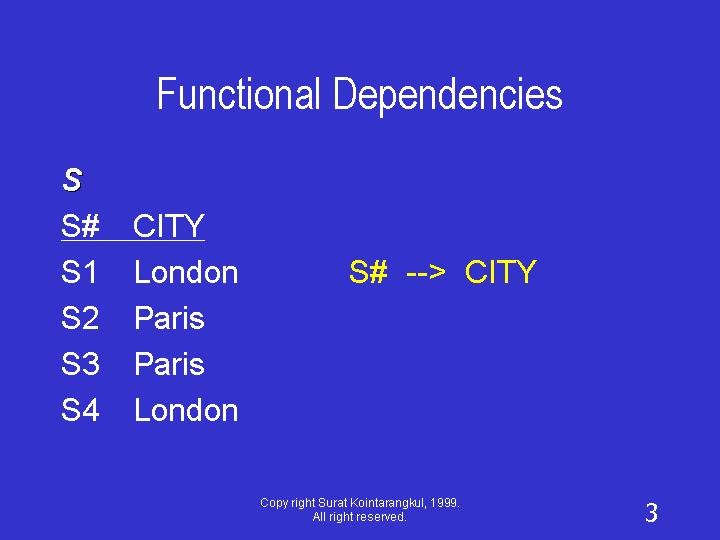 Functional Dependencies
S
S# CITY
S1 London
S# --> CITY
S2 Paris
S3 Paris
S4 London
Copy right Surat Kointarangkul, 1999.
All right reserved.
3